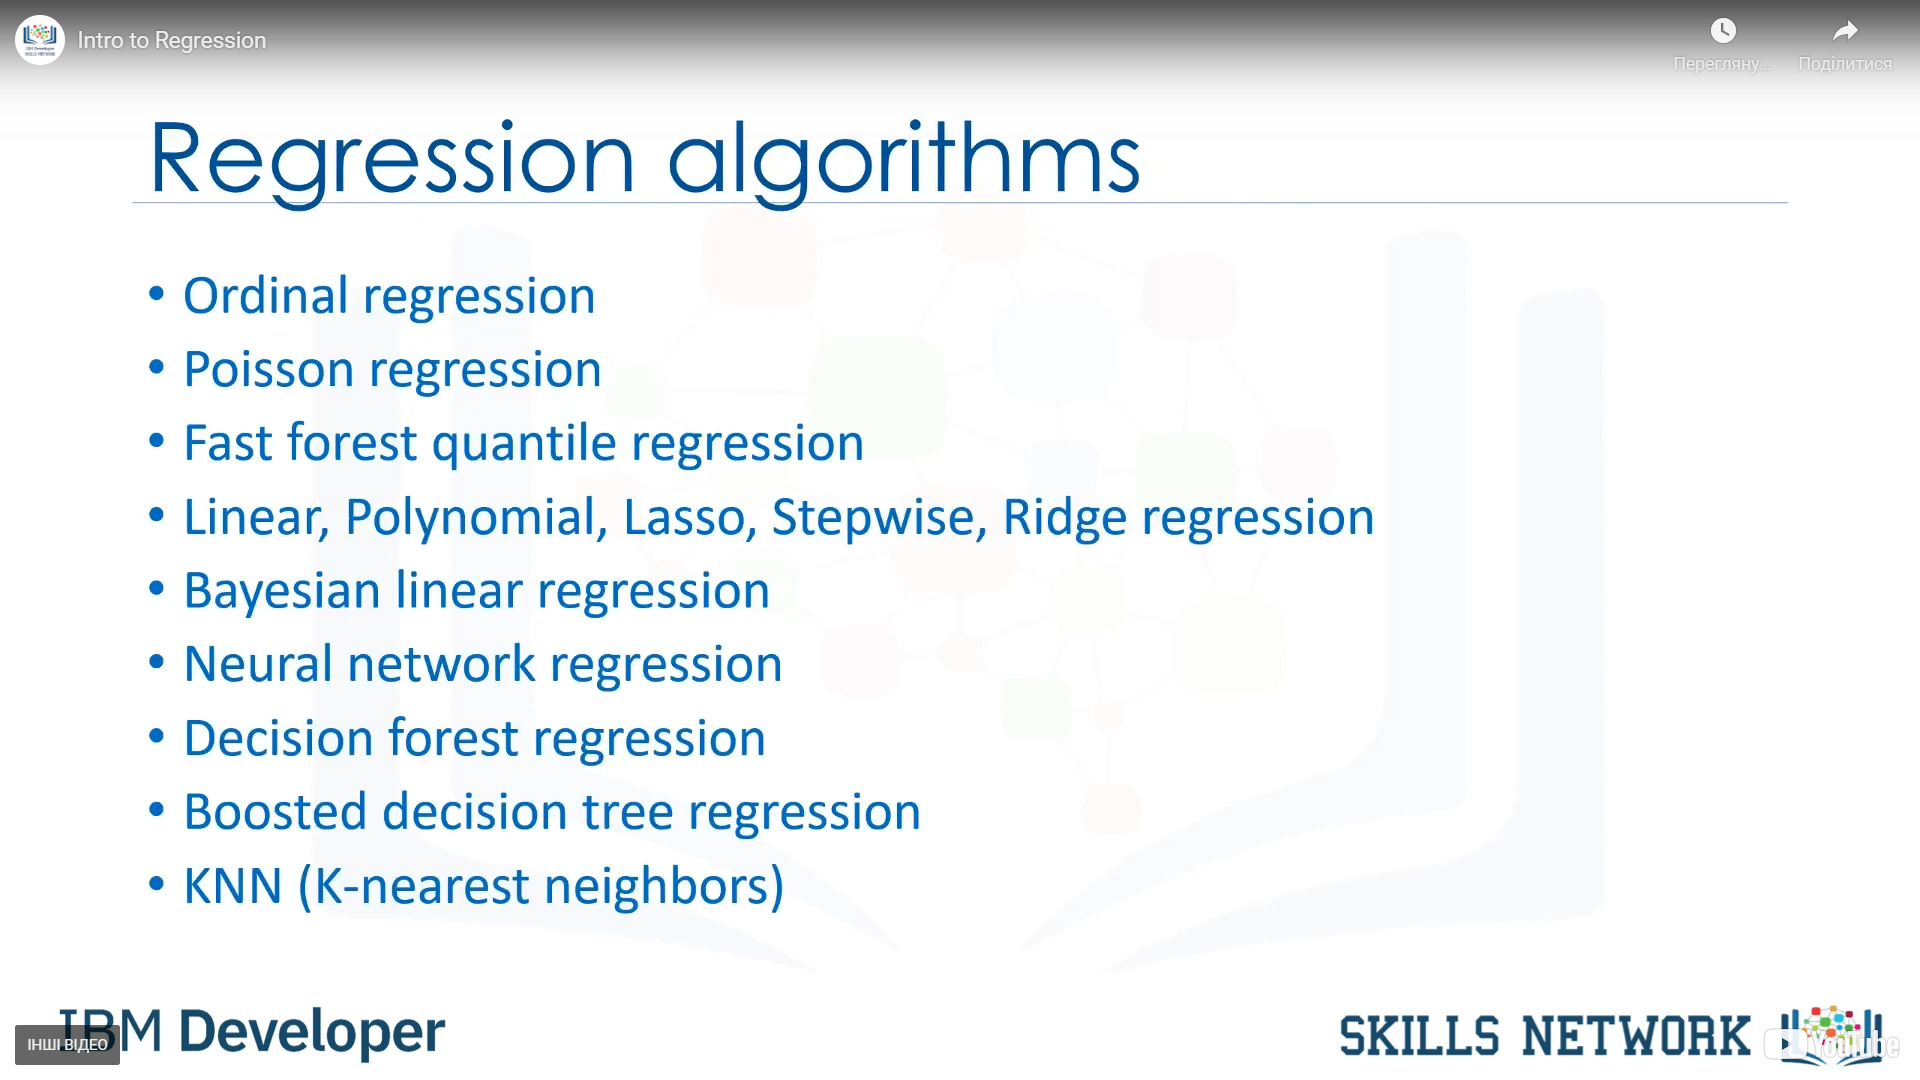 Intro to Regression
Перегляну...
Поділитися
Regression algorithms
• Ordinal regression
• Poisson regression
• Fast forest quantile regression
• Linear, Polynomial, Lasso, Stepwise, Ridge regression
• Bayesian linear regression
• Neural network regression
• Decision forest regression
• Boosted decision tree regression
• KNN (K-nearest neighbors)
IBM Developer
ІНШІ ВІДЕО
SKILLS NETWORK
YouTube